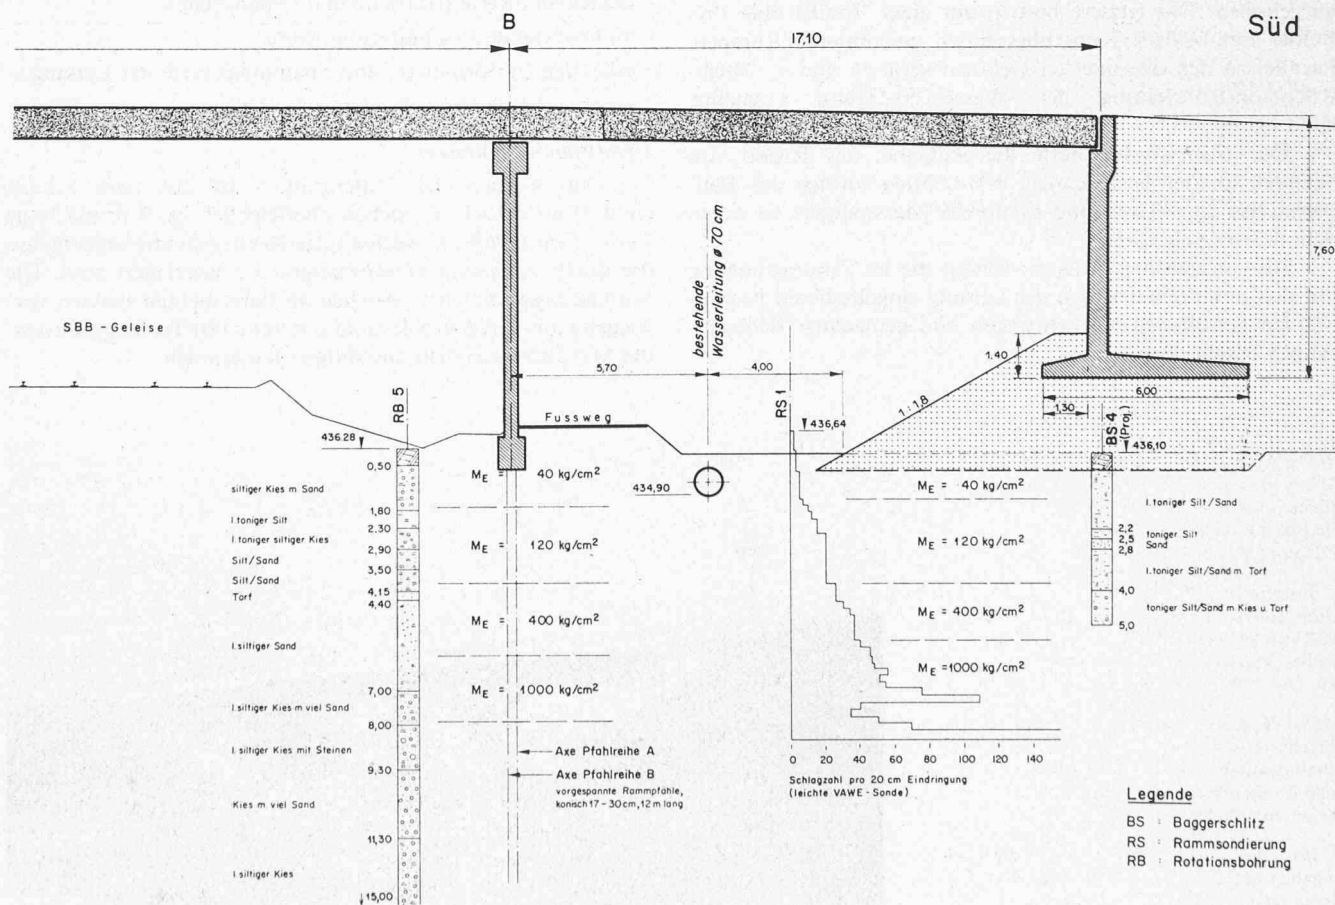 B
Süd
17,10
7,60
SBB - Geleise
bestehende
Wasserleitung ø 70 cm
5,70
4,00
1,40
6,00
1,30
1 : 1,8
RB 5
RS 1
BS 4
(Proj.)
Fussweg
436.28
436,64
436,10
434,90
0,50
siltiger Kies m Sand
1,80
l. toniger Silt
2.30
l. toniger siltiger Kies
2,90
Silt/Sand
3,50
Silt/Sand
4,15
Torf
4,40
l. siltiger Sand
7,00
l. siltiger Kies m viel Sand
8,00
l. siltiger Kies mit Steinen
9,30
Kies m. viel Sand
11,30
l. siltiger Kies
15,00
ME = 40 kg/cm²
ME = 120 kg/cm²
ME = 400 kg/cm²
ME = 1000 kg/cm²
Axe Pfahlreihe A
Axe Pfahlreihe B
vorgespannte Rammpfähle,
konisch 17 - 30 cm, 12 m lang
ME = 40 kg/cm²
ME = 120 kg/cm²
ME = 400 kg/cm²
ME = 1000 kg/cm²
0 20 40 60 80 100 120 140
Schlagzahl pro 20 cm Eindringung
(leichte VAWE - Sonde)
l. toniger Silt/Sand
2,2
toniger Silt
2,5
Sand
2,8
l. toniger Silt/Sand m. Torf
4,0
toniger Silt/Sand m. Kies u. Torf
5,0
Legende
BS : Baggerschlitz
RS : Rammsondierung
RB : Rotationsbohrung